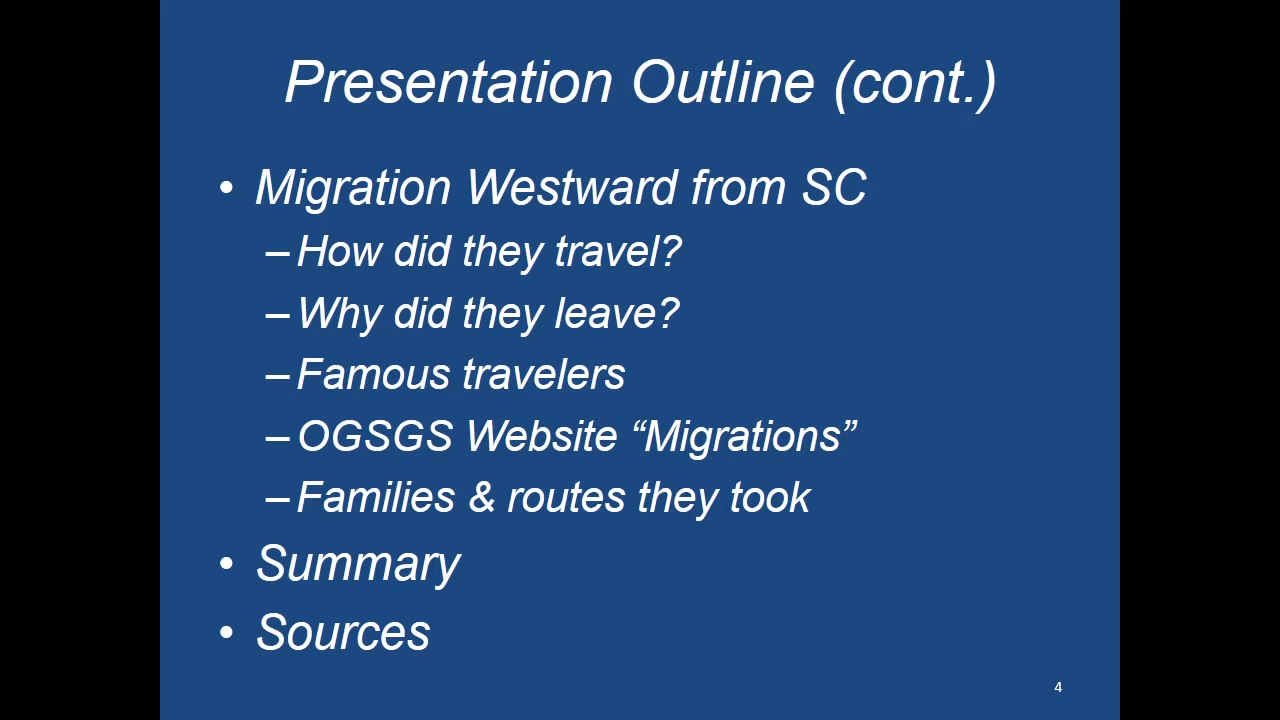 Presentation Outline (cont.)
• Migration Westward from SC
– How did they travel?
– Why did they leave?
– Famous travelers
– OGSGS Website “Migrations”
– Families & routes they took
• Summary
• Sources
4